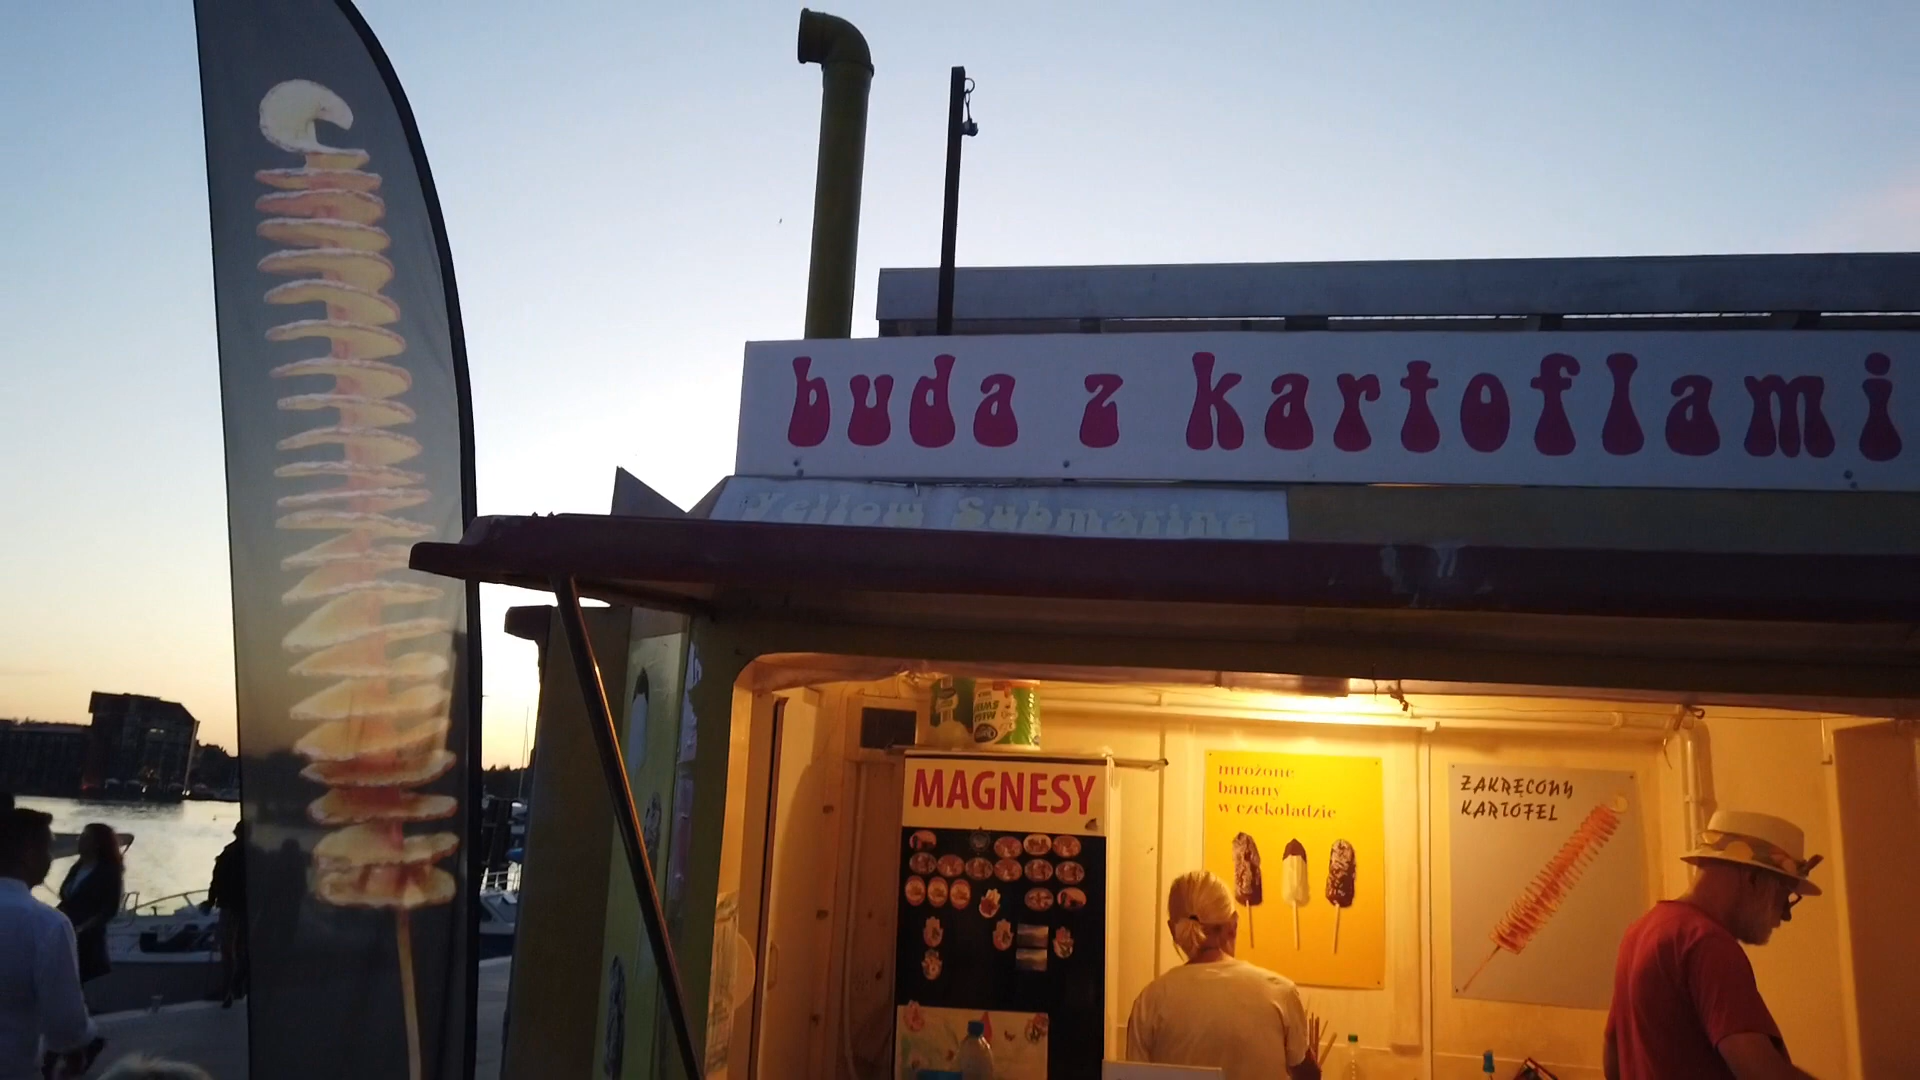 buda z kartoflami
Yellow Submarine
MAGNESY
mrożone
banany
w czekoladzie
ZAKRĘCONY
KARTOFEL